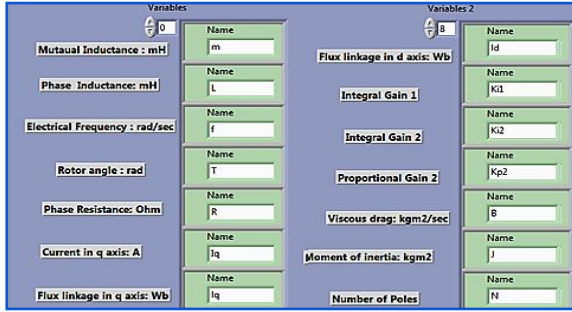 Variables
0
Mutaual Inductance : mH
Name
m
Phase Inductance: mH
Name
L
Electrical Frequency : rad/sec
Name
f
Rotor angle : rad
Name
T
Phase Resistance: Ohm
Name
R
Current in q axis: A
Name
Iq
Flux linkage in q axis: Wb
Name
lq
Variables 2
8
Flux linkage in d axis: Wb
Name
ld
Integral Gain 1
Name
Ki1
Integral Gain 2
Name
Ki2
Proportional Gain 2
Name
Kp2
Viscous drag: kgm2/sec
Name
B
Moment of inertia: kgm2
Name
J
Number of Poles
Name
N